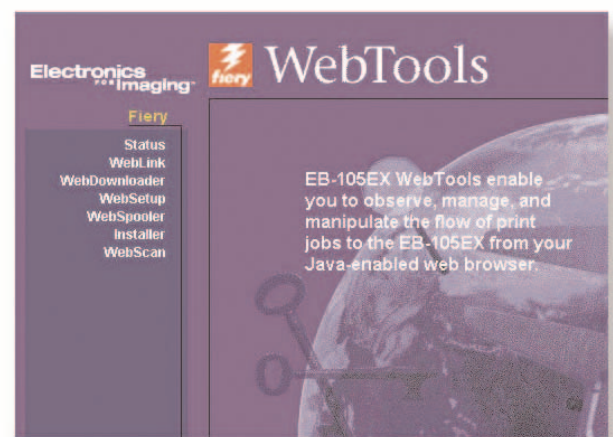 Electronics
FOR Imaging
fiery WebTools
Fiery
Status
WebLink
WebDownloader
WebSetup
WebSpooler
Installer
WebScan
EB-105EX WebTools enable
you to observe, manage, and
manipulate the flow of print
jobs to the EB-105EX from your
Java-enabled web browser.